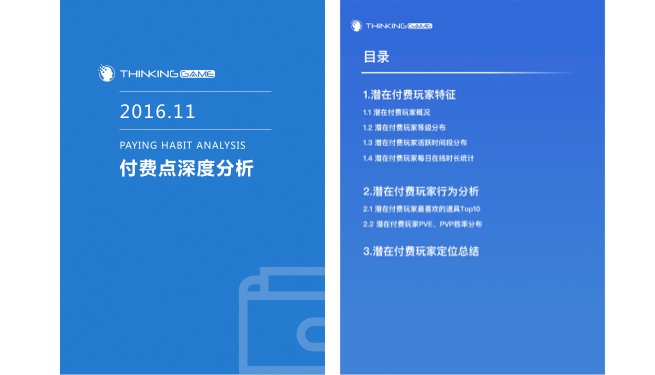 THINKINGGAME
2016.11
PAYING HABIT ANALYSIS
付费点深度分析
THINKINGGAME
目录
1.潜在付费玩家特征
1.1 潜在付费玩家概况
1.2 潜在付费玩家等级分布
1.3 潜在付费玩家活跃时间段分布
1.4 潜在付费玩家每日在线时长统计
2.潜在付费玩家行为分析
2.1 潜在付费玩家最喜欢的道具Top10
2.2 潜在付费玩家PVE、PVP胜率分布
3.潜在付费玩家定位总结